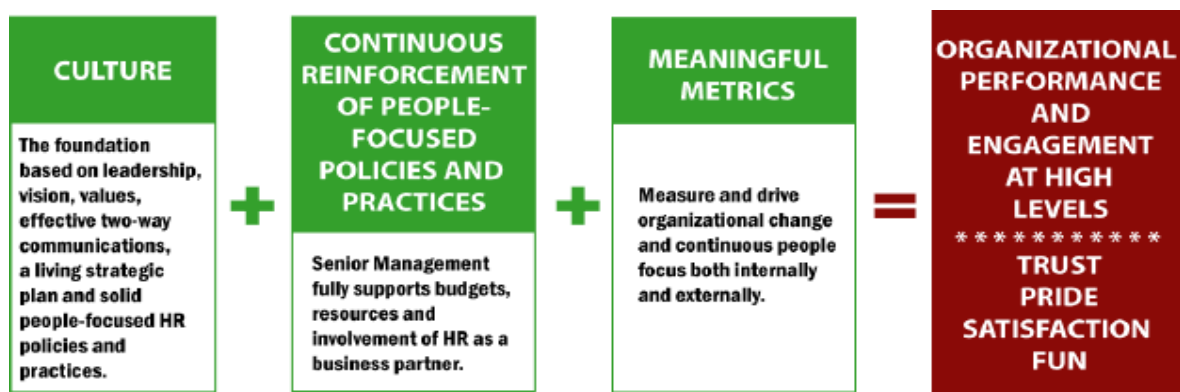 CULTURE
The foundation
based on leadership,
vision, values,
effective two-way
communications,
a living strategic
plan and solid
people-focused HR
policies and
practices.
+
CONTINUOUS
REINFORCEMENT
OF PEOPLE-
FOCUSED
POLICIES AND
PRACTICES
Senior Management
fully supports budgets,
resources and
involvement of HR as a
business partner.
+
MEANINGFUL
METRICS
Measure and drive
organizational change
and continuous people
focus both internally
and externally.
=
ORGANIZATIONAL
PERFORMANCE
AND
ENGAGEMENT
AT HIGH
LEVELS
* * * * * * * * * * *
TRUST
PRIDE
SATISFACTION
FUN